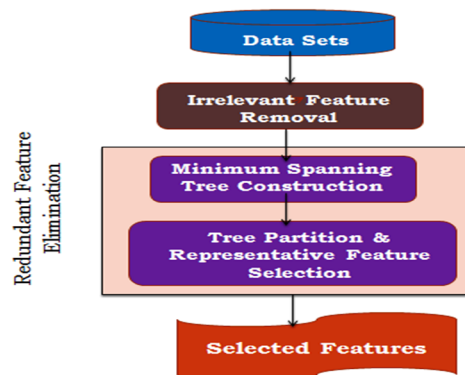 Data Sets
Irrelevant Feature
Removal
Redundant Feature
Elimination
Minimum Spanning
Tree Construction
Tree Partition &
Representative Feature
Selection
Selected Features